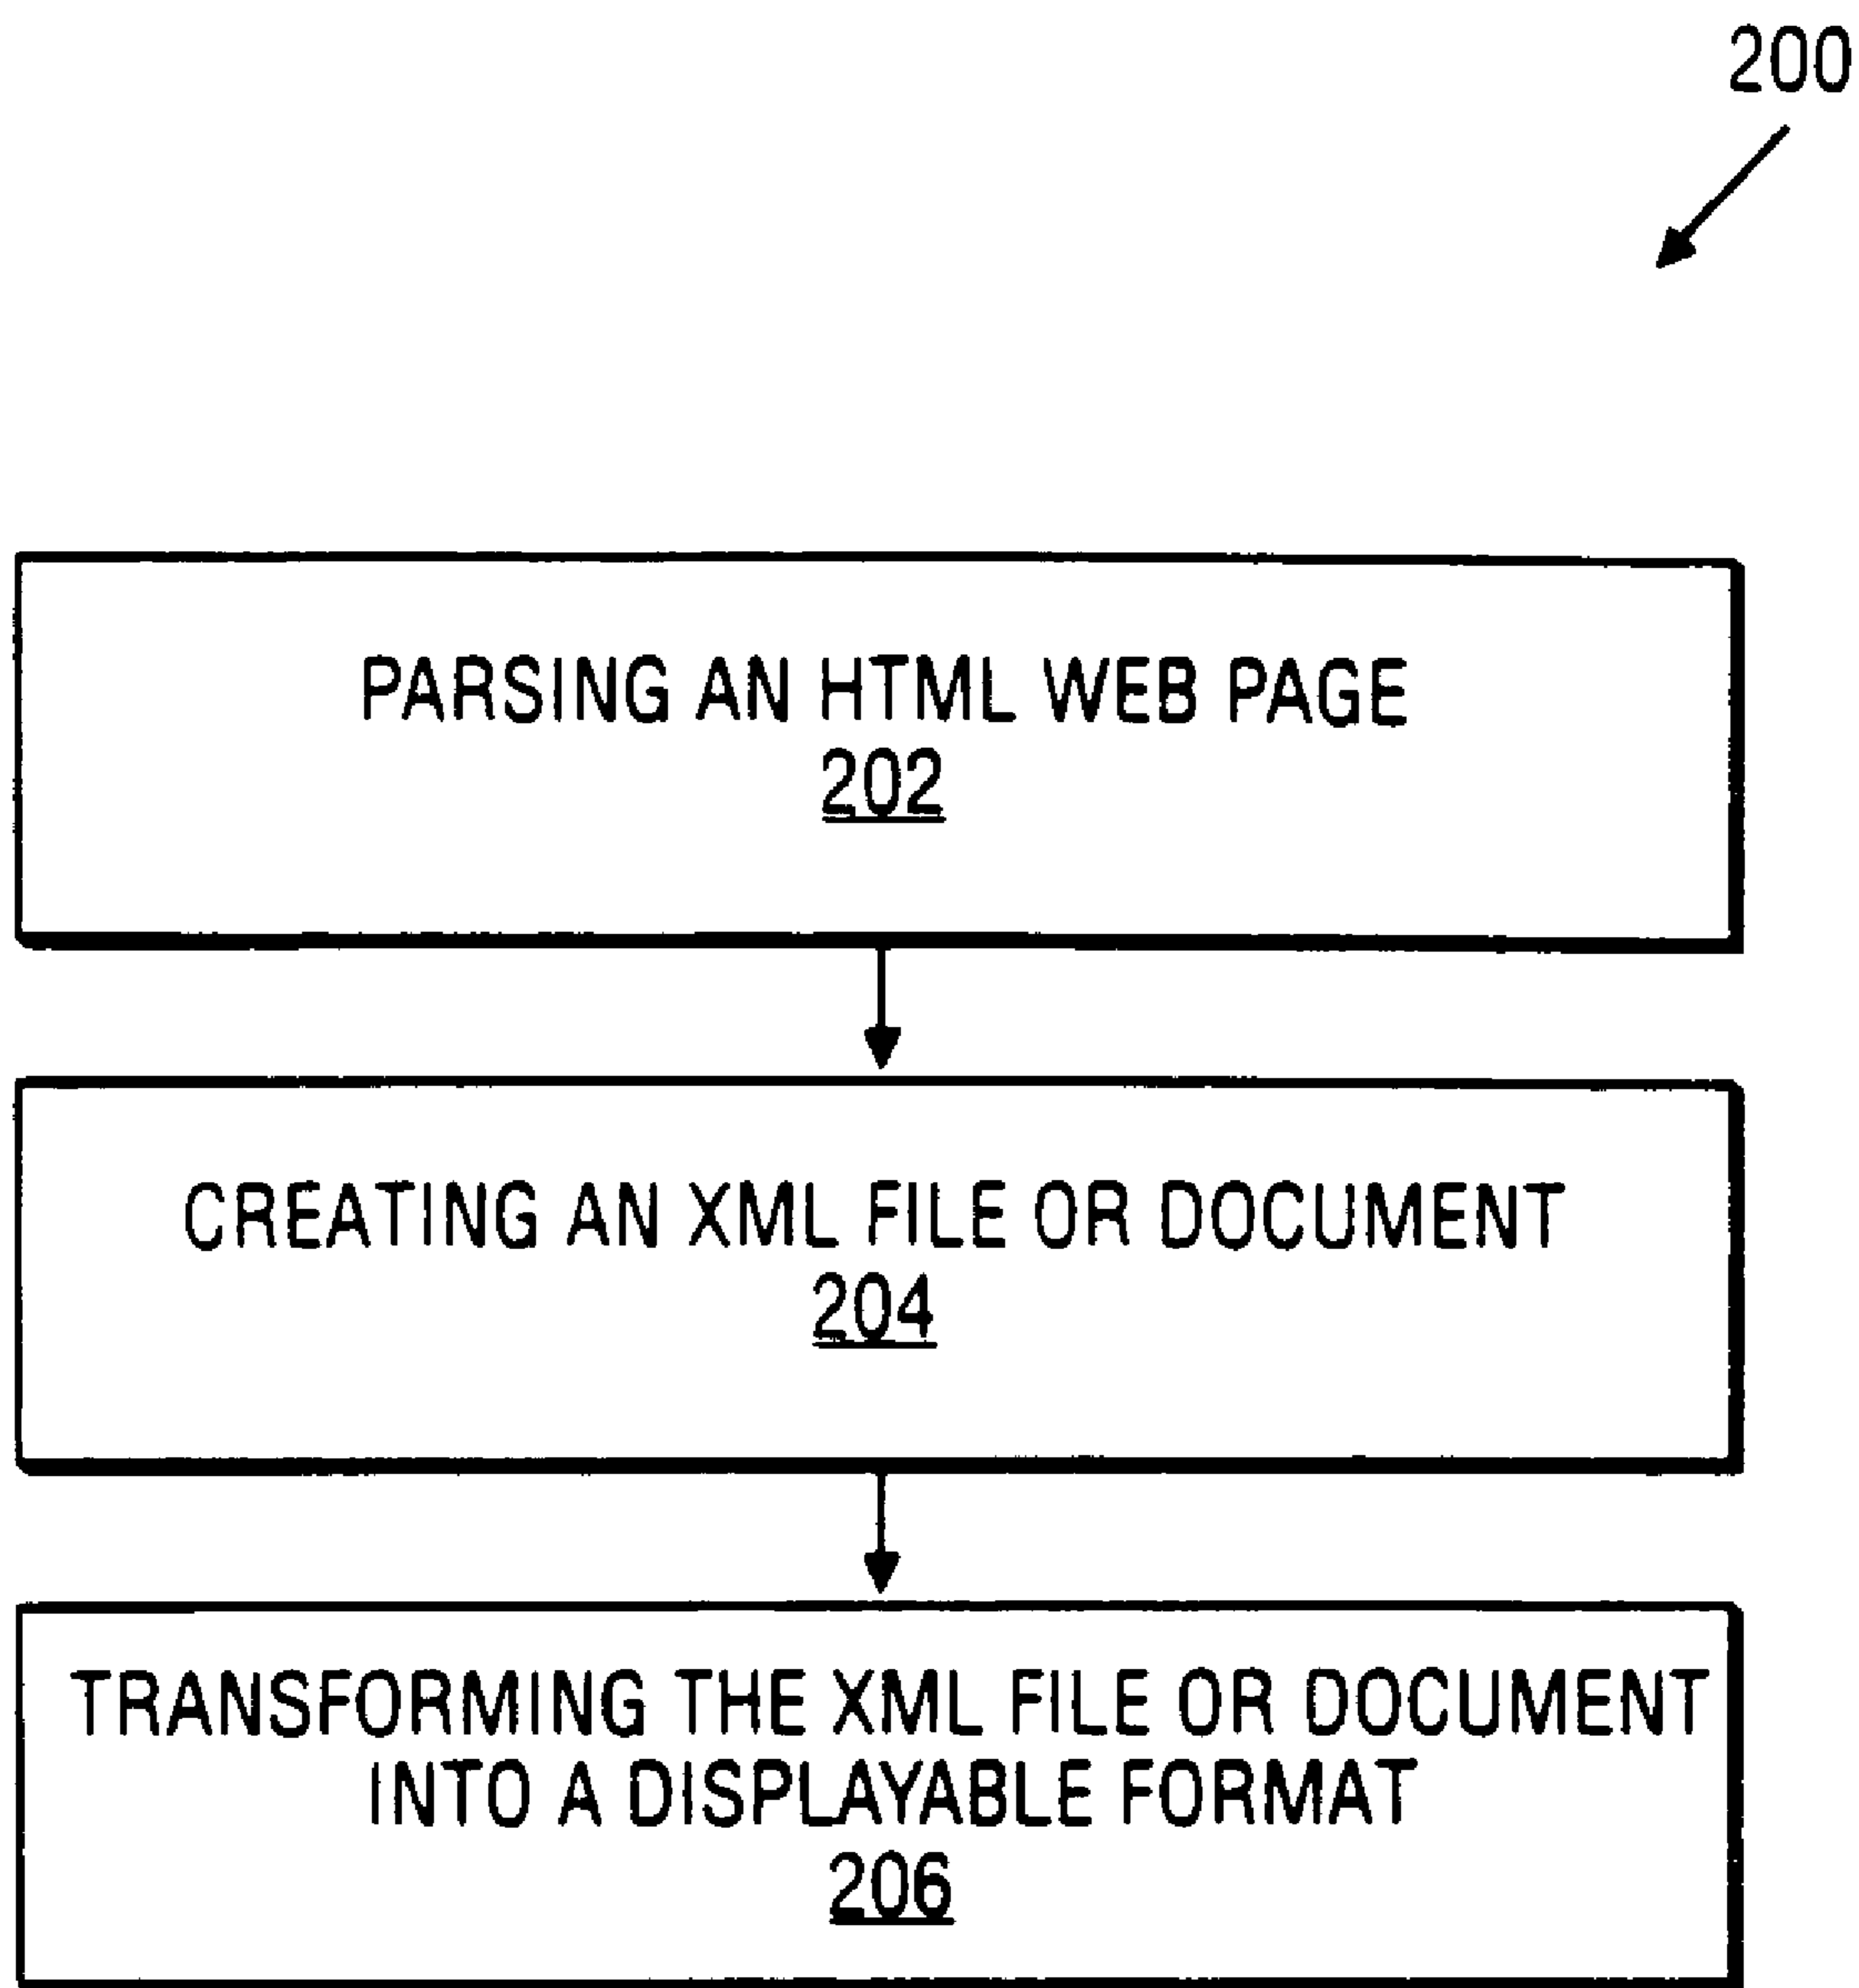 200
PARSING AN HTML WEB PAGE
202
CREATING AN XML FILE OR DOCUMENT
204
TRANSFORMING THE XML FILE OR DOCUMENT
INTO A DISPLAYABLE FORMAT
206